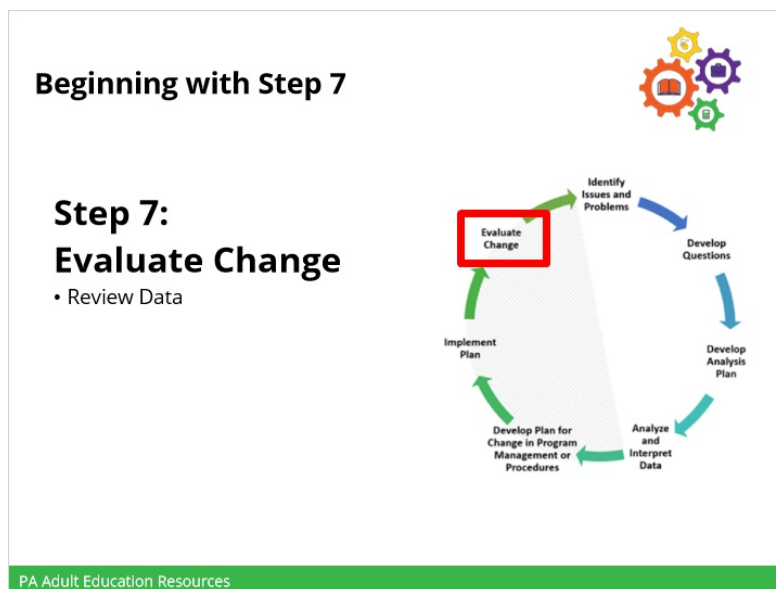 Beginning with Step 7
Step 7:
Evaluate Change
• Review Data
Identify
Issues and
Problems
Develop
Questions
Develop
Analysis
Plan
Analyze
and
Interpret
Data
Develop Plan for
Change in Program
Management or
Procedures
Implement
Plan
Evaluate
Change
PA Adult Education Resources